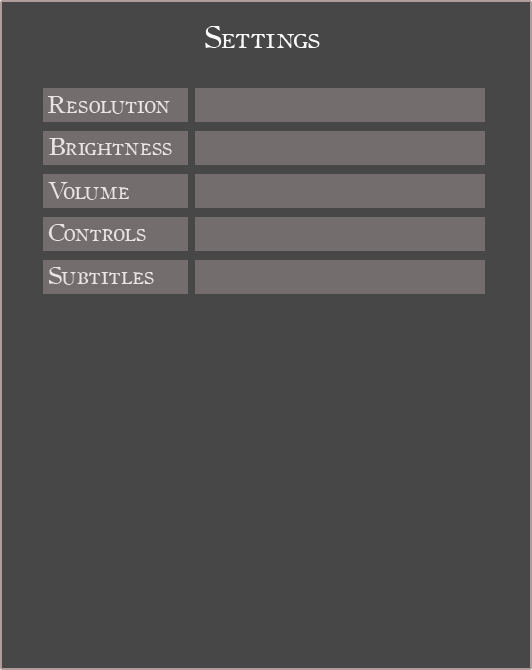 Settings
Resolution
Brightness
Volume
Controls
Subtitles